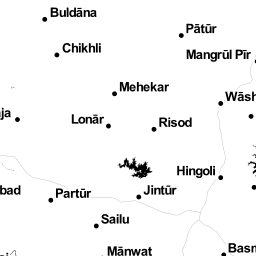 Buldāna
Pātūr
Chikhli
Mangrūl Pīr
Mehekar
Wāsh
Lonār
Risod
Hingoli
Partūr
Jintūr
Sailu
Mānwat
Basm